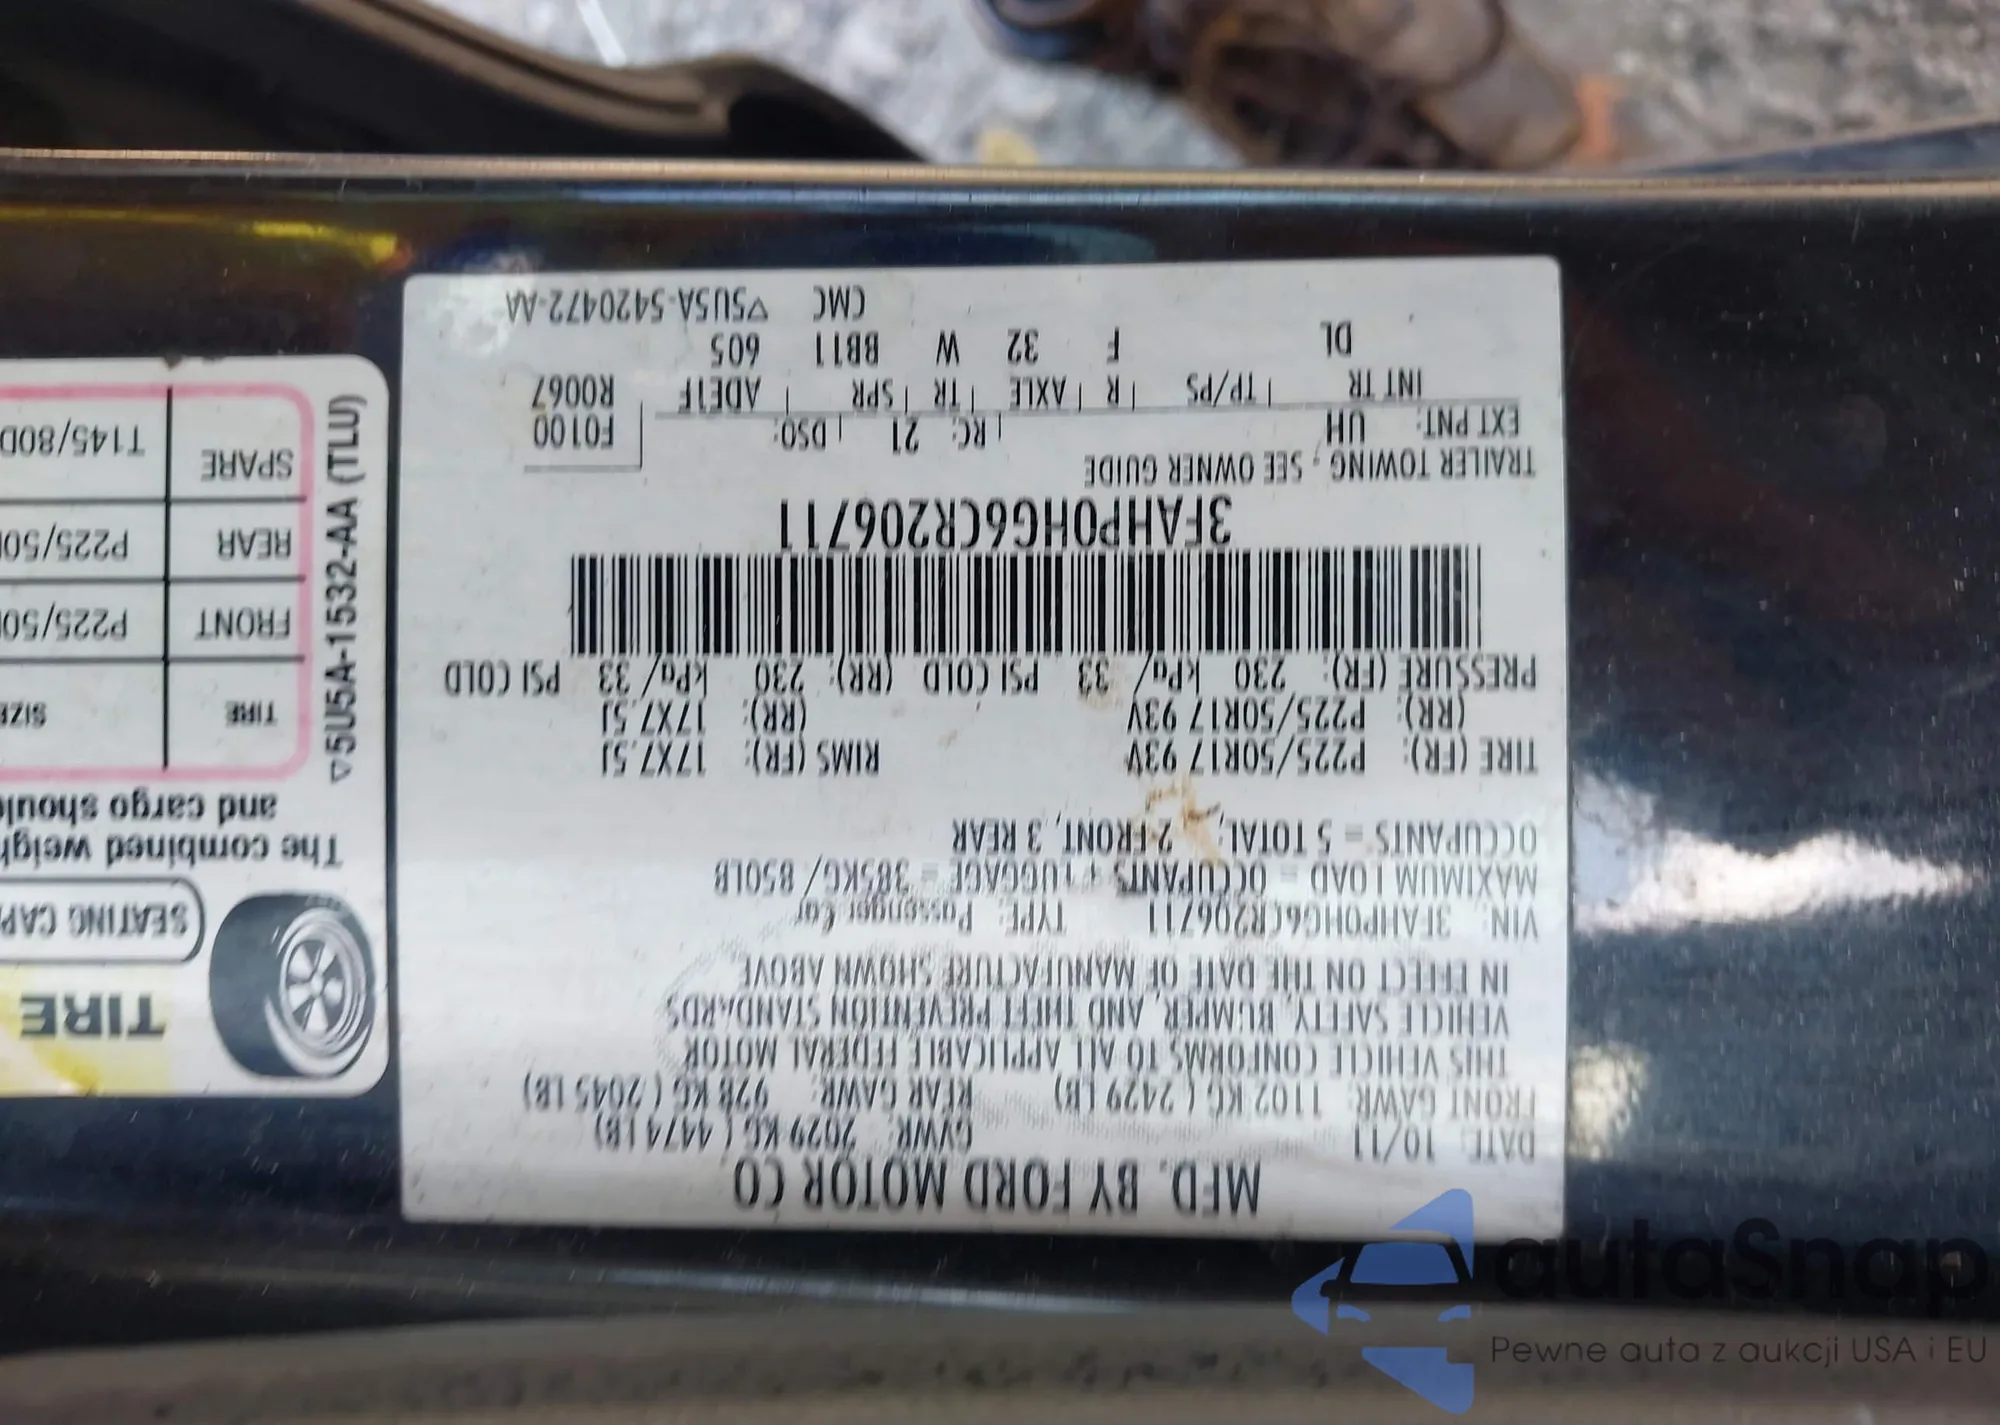 MFD. BY FORD MOTOR CO.
DATE: 10/11 GVWR: 2029 KG ( 4474 LB)
FRONT GAWR: 1102 KG ( 2429 LB) REAR GAWR: 928 KG ( 2045 LB)
THIS VEHICLE CONFORMS TO ALL APPLICABLE FEDERAL MOTOR
VEHICLE SAFETY, BUMPER, AND THEFT PREVENTION STANDARDS
IN EFFECT ON THE DATE OF MANUFACTURE SHOWN ABOVE
VIN: 3FAHP0HG6CR206711 TYPE: Passenger Car
MAXIMUM LOAD = OCCUPANTS + LUGGAGE = 385KG/ 850LB
OCCUPANTS = 5 TOTAL; 2 FRONT, 3 REAR
TIRE (FR): P225/50R17 93V RIMS (FR): 17X7.5J
(RR): P225/50R17 93V (RR): 17X7.5J
PRESSURE (FR): 230 kPa/ 33 PSI COLD (RR): 230 kPa/ 33 PSI COLD
3FAHP0HG6CR206711
TRAILER TOWING - SEE OWNER GUIDE
EXT PNT: UH RC: 21 DSO: F0100
INT TR TP/PS R AXLE TR SPR ADE1F R0067
DL F 32 W BB11 605
CMC ▽5U5A-5420472-AA
TIRE
SEATING CAP
The combined weigh
and cargo shoul
TIRE SIZE
FRONT P225/50
REAR P225/50
SPARE T145/80D
▽5U5A-1532-AA (TLU)
autoSnap
Pewne auta z aukcji USA i EU